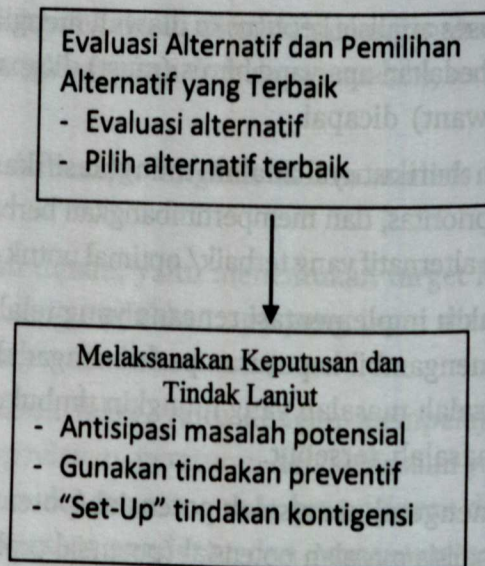 Evaluasi Alternatif dan Pemilihan
Alternatif yang Terbaik
- Evaluasi alternatif
- Pilih alternatif terbaik
Melaksanakan Keputusan dan
Tindak Lanjut
- Antisipasi masalah potensial
- Gunakan tindakan preventif
- “Set-Up” tindakan kontigensi